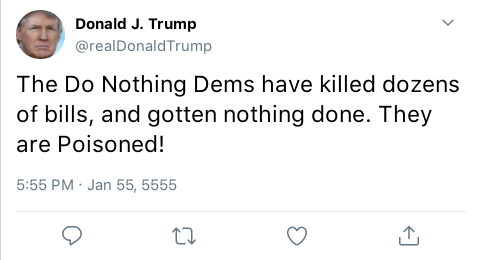 Donald J. Trump
@realDonaldTrump
The Do Nothing Dems have killed dozens
of bills, and gotten nothing done. They
are Poisoned!
5:55 PM · Jan 55, 5555